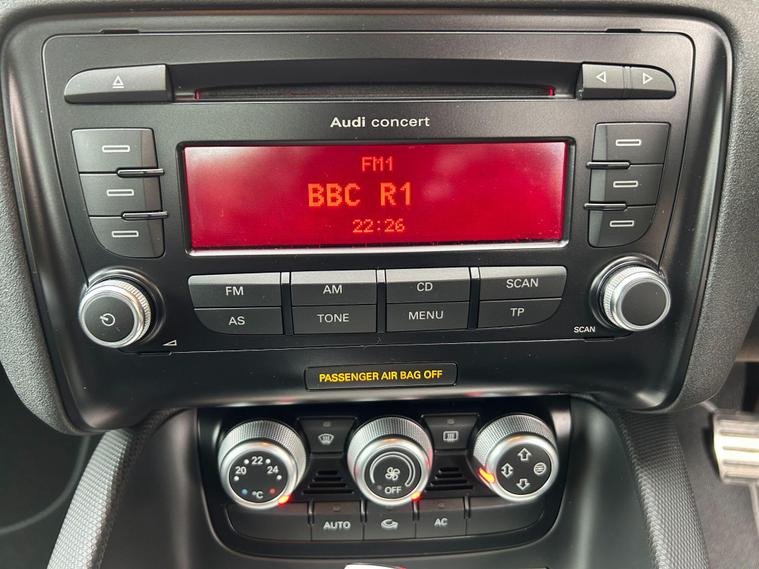 Audi concert
FM1
BBC R1
22:26
FM AM CD SCAN
AS TONE MENU TP
SCAN
PASSENGER AIR BAG OFF
20 22 24
°C
OFF
AUTO AC